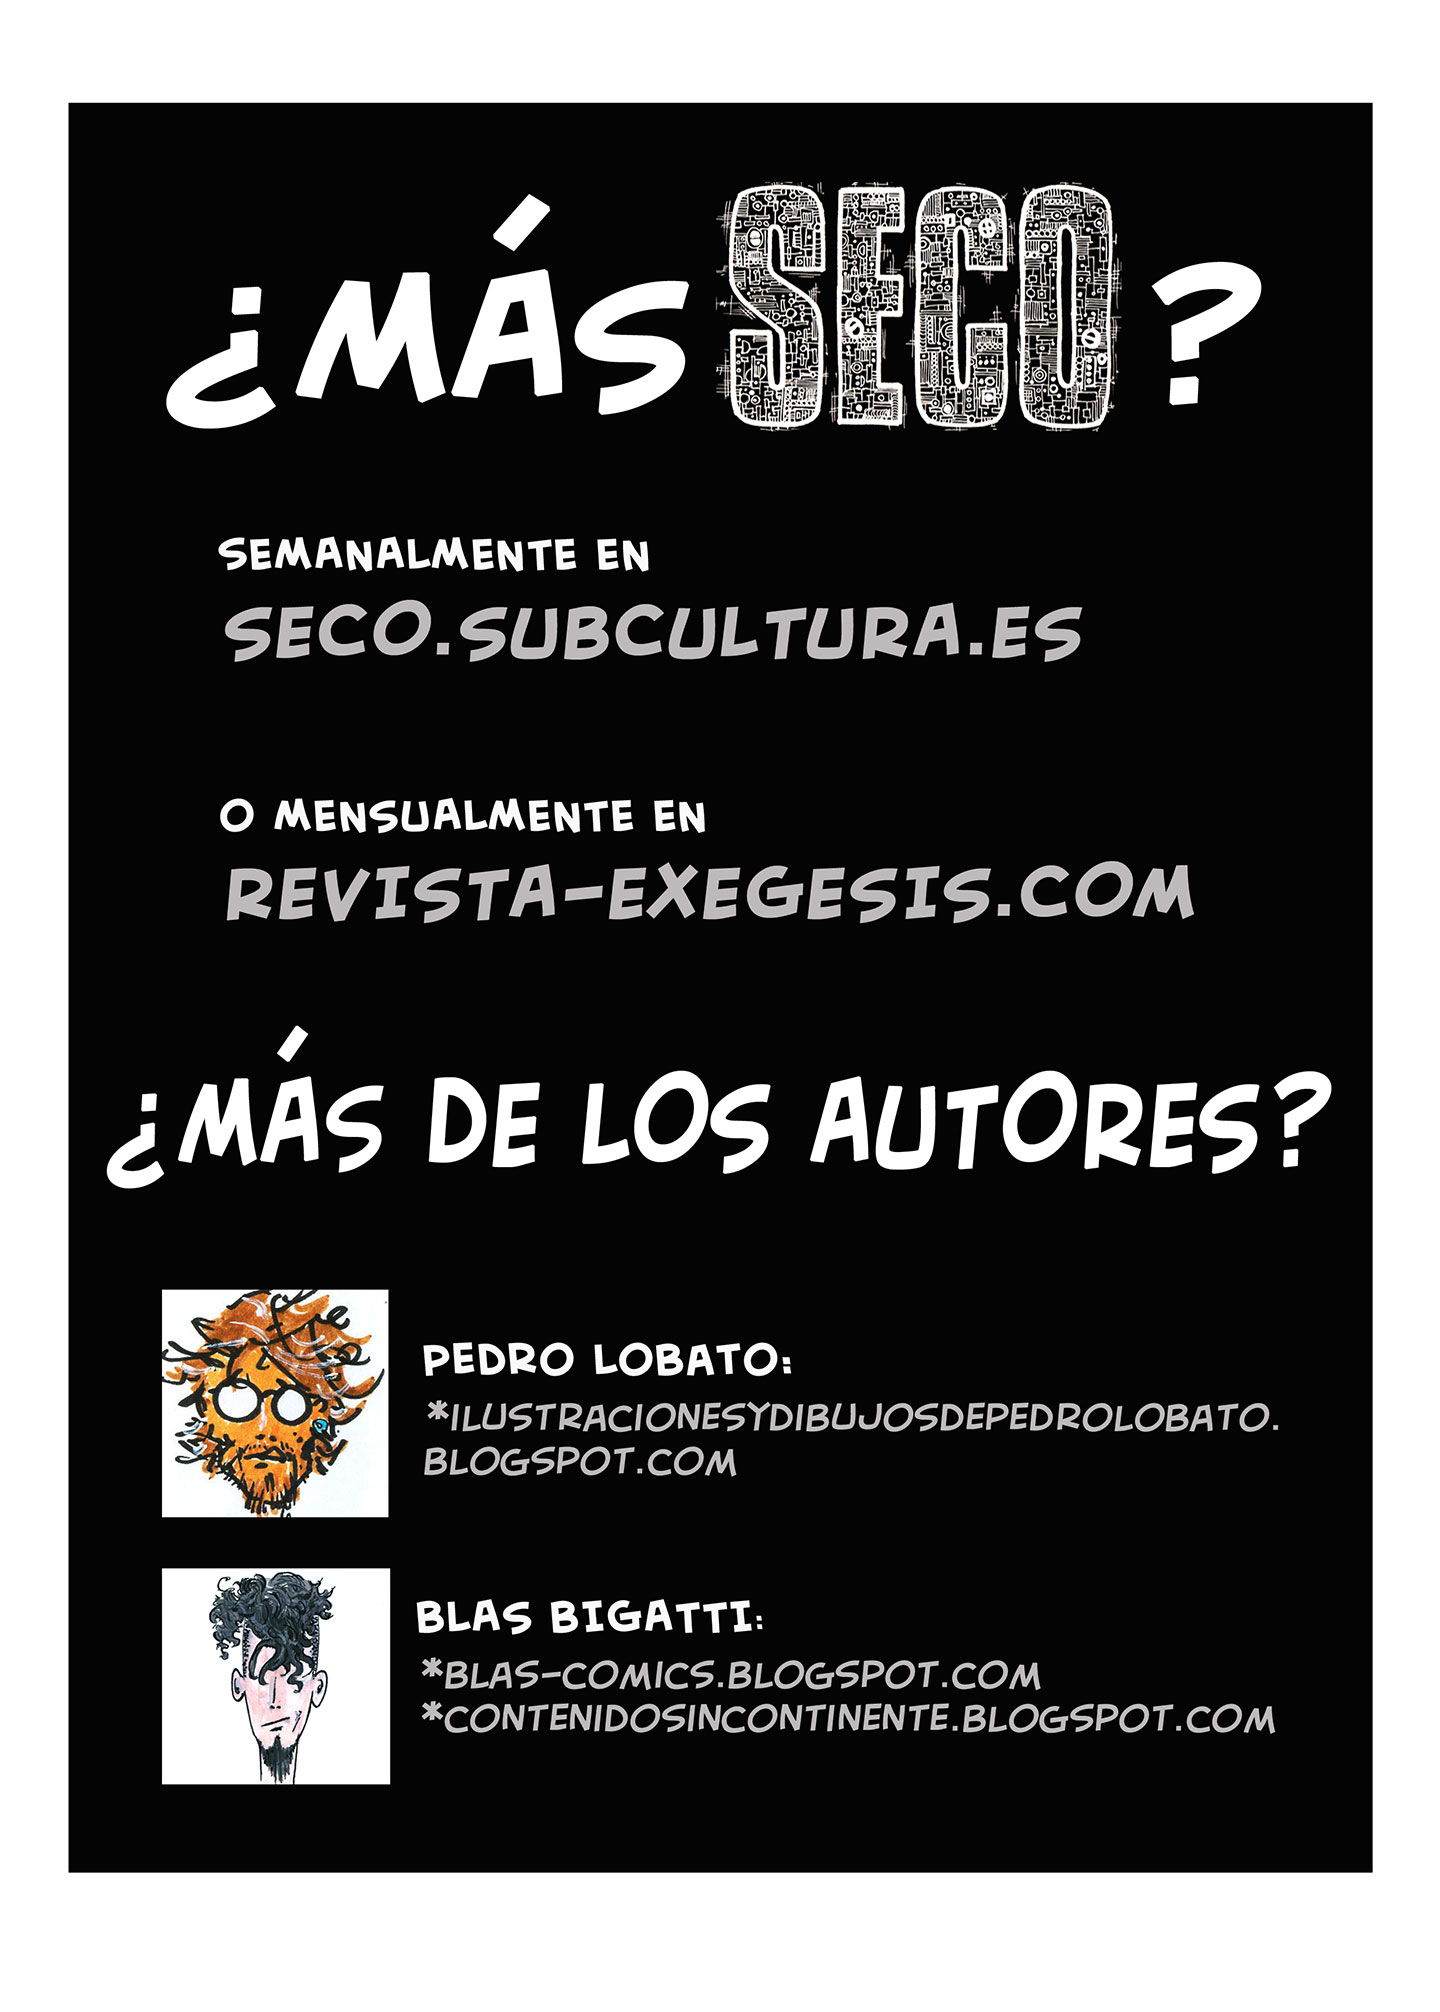 ¿MÁS SECO?
SEMANALMENTE EN
SECO.SUBCULTURA.ES
O MENSUALMENTE EN
REVISTA-EXEGESIS.COM
¿MÁS DE LOS AUTORES?
PEDRO LOBATO:
*ILUSTRACIONESYDIBUJOSDEPEDROLOBATO.
BLOGSPOT.COM
BLAS BIGATTI:
*BLAS-COMICS.BLOGSPOT.COM
*CONTENIDOSINCONTINENTE.BLOGSPOT.COM